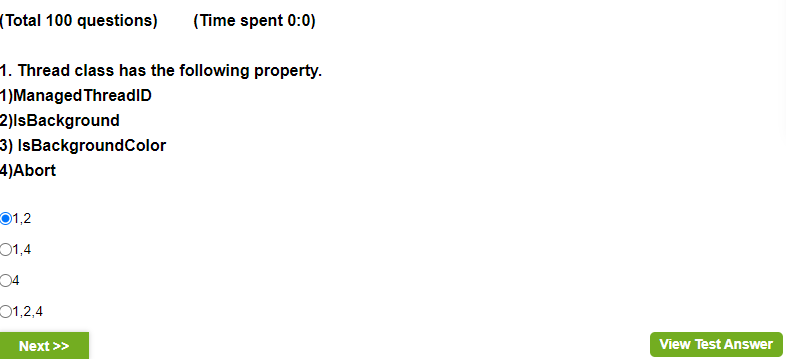 (Total 100 questions) (Time spent 0:0)
1. Thread class has the following property.
1)ManagedThreadID
2)IsBackground
3) IsBackgroundColor
4)Abort
1,2
1,4
4
1,2,4
Next >> View Test Answer